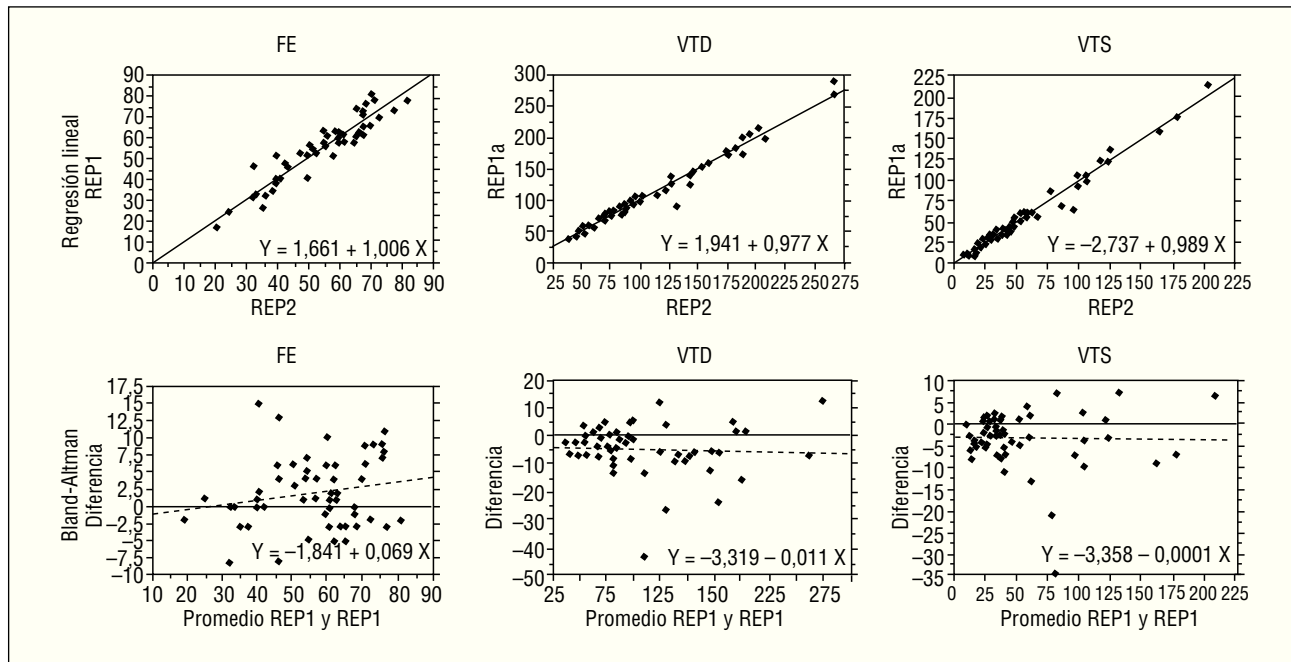 FE
Regresión lineal
REP1
90
80
70
60
50
40
30
20
10
0
Y = 1,661 + 1,006 X
0 10 20 30 40 50 60 70 80 90
REP2
VTD
REP1a
300
250
200
150
100
50
0
Y = 1,941 + 0,977 X
25 50 75 100 125 150 175 200 225 250 275
REP2
VTS
REP1a
225
200
175
150
125
100
75
50
25
0
Y = –2,737 + 0,989 X
0 25 50 75 100 125 150 175 200 225
REP2
FE
Bland-Altman
Diferencia
17,5
15
12,5
10
7,5
5
2,5
0
–2,5
–5
–7,5
–10
Y = –1,841 + 0,069 X
10 20 30 40 50 60 70 80 90
Promedio REP1 y REP1
VTD
Diferencia
20
10
0
–10
–20
–30
–40
–50
Y = –3,319 – 0,011 X
25 75 125 175 225 275
Promedio REP1 y REP1
VTS
Diferencia
10
5
0
–5
–10
–15
–20
–25
–30
–35
Y = –3,358 – 0,0001 X
0 25 50 75 100 125 150 175 200 225
Promedio REP1 y REP1